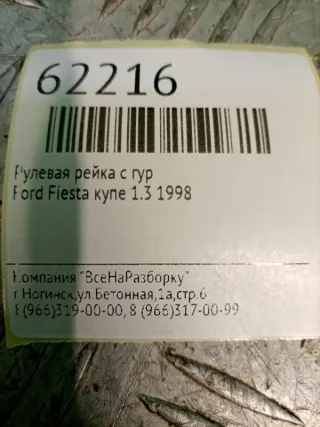 62216
Рулевая рейка с гур
Ford Fiesta купе 1.3 1998
Компания "ВсеНаРазборку"
г.Ногинск,ул.Бетонная,1а,стр.6
8(966)319-00-00, 8 (966)317-00-99